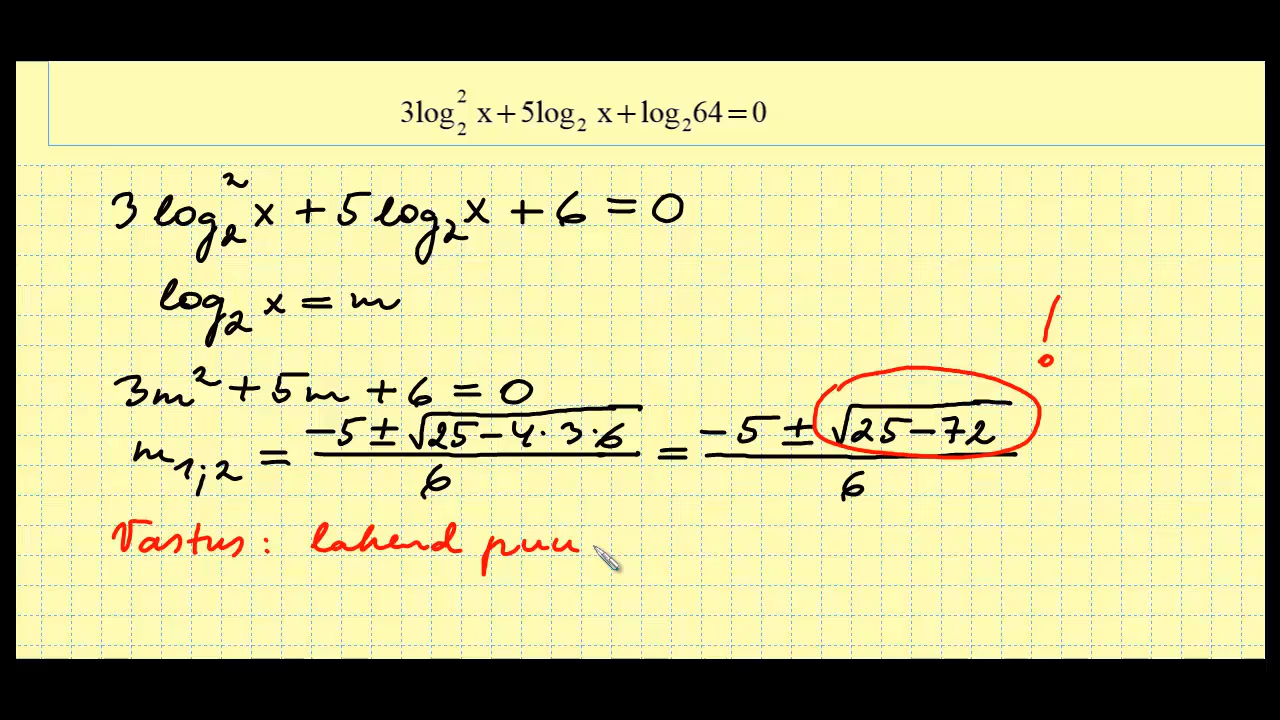 3log₂² x+5log₂ x+log₂64=0
3 log₂² x + 5 log₂ x + 6 = 0
log₂ x = m
3m² + 5m + 6 = 0
m₁;₂ = (-5 ± √(25 - 4·3·6))/6 = (-5 ± √(25 - 72))/6 !
Vastus: lahend puu